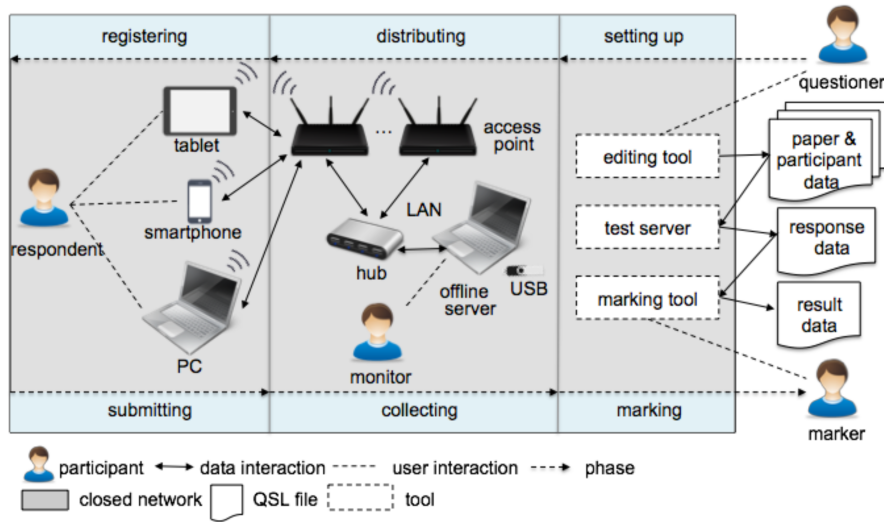 registering
distributing
setting up
questioner
tablet
...
access
point
editing tool
paper &
participant
data
respondent
smartphone
LAN
hub
test server
response
data
offline
server
USB
marking tool
result
data
PC
monitor
submitting
collecting
marking
marker
participant
data interaction
user interaction
phase
closed network
QSL file
tool